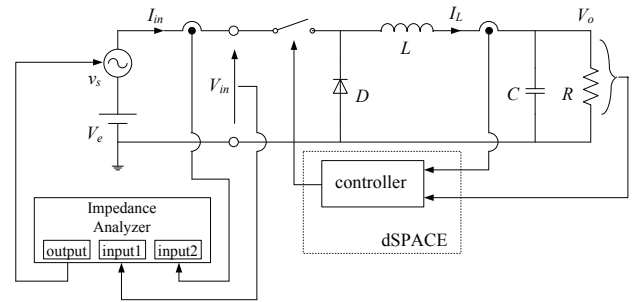 I_in
I_L
V_o
L
v_s
V_in
D
C
R
V_e
controller
Impedance
Analyzer
output input1 input2
dSPACE